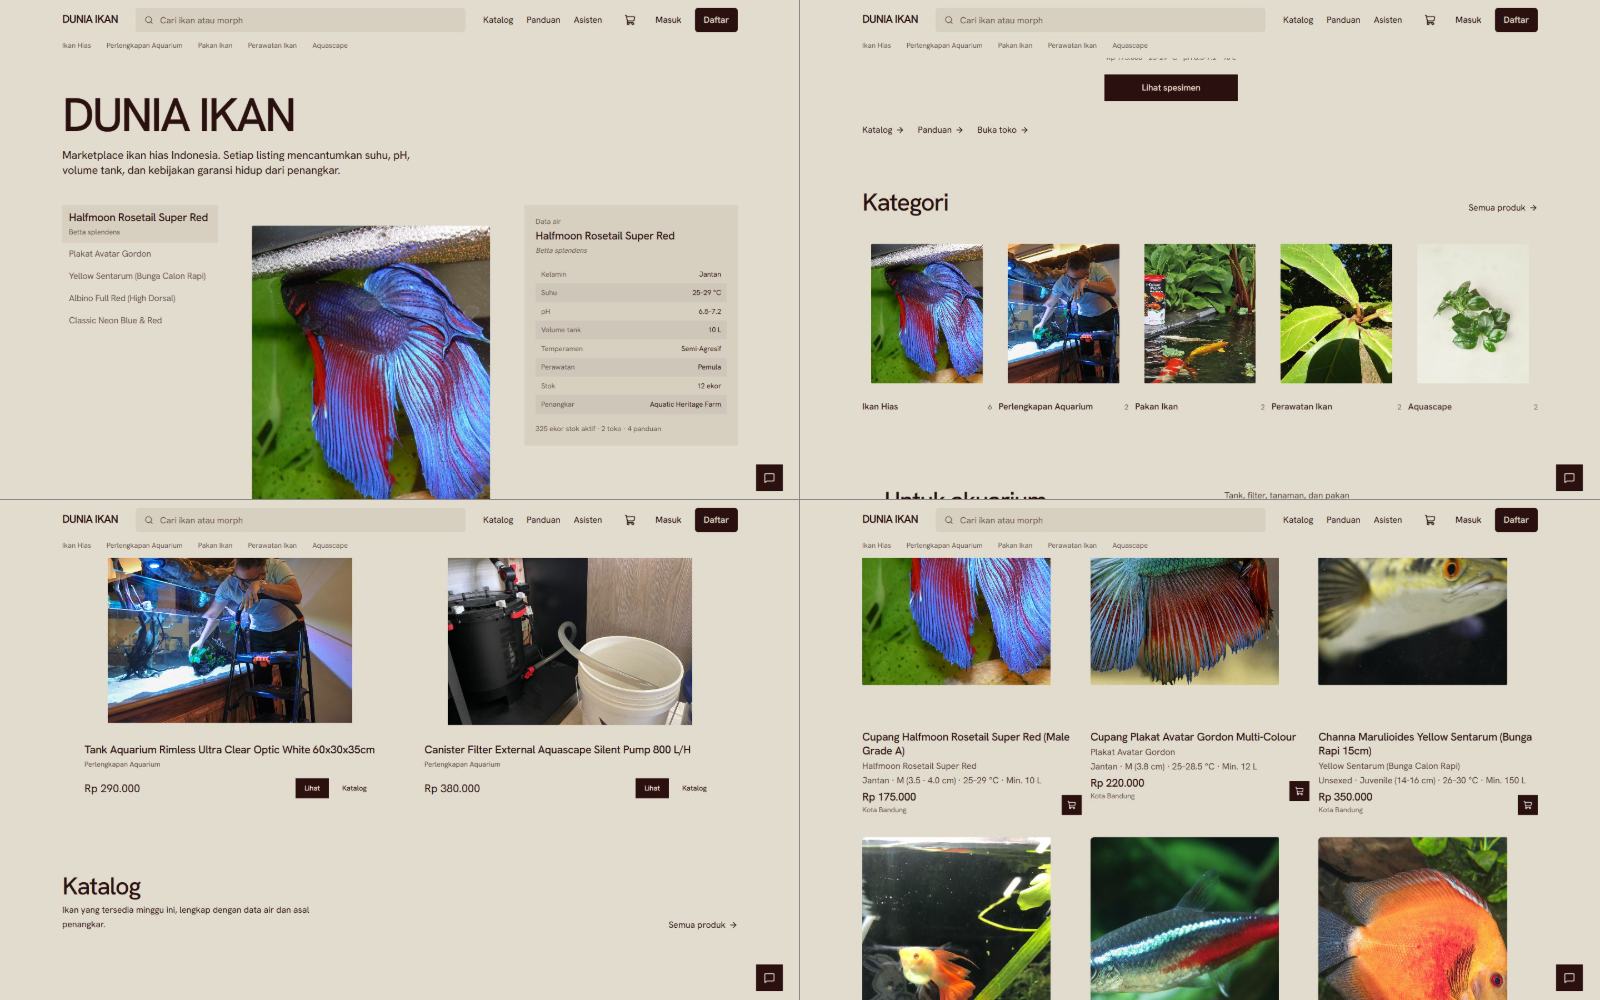 DUNIA IKAN
Cari ikan atau morph
Katalog
Panduan
Asisten
Masuk
Daftar
Ikan Hias
Perlengkapan Aquarium
Pakan Ikan
Perawatan Ikan
Aquascape
DUNIA IKAN
Marketplace ikan hias Indonesia. Setiap listing mencantumkan suhu, pH,
volume tank, dan kebijakan garansi hidup dari penangkar.
Halfmoon Rosetail Super Red
Betta splendens
Plakat Avatar Gordon
Yellow Sentarum (Bunga Calon Rapi)
Albino Full Red (High Dorsal)
Classic Neon Blue & Red
Data air
Halfmoon Rosetail Super Red
Betta splendens
Kelamin Jantan
Suhu 25-29 °C
pH 6.8-7.2
Volume tank 10 L
Temperamen Semi-Agresif
Perawatan Pemula
Stok 12 ekor
Penangkar Aquatic Heritage Farm
325 ekor stok aktif · 2 toko · 4 panduan
DUNIA IKAN
Cari ikan atau morph
Katalog
Panduan
Asisten
Masuk
Daftar
Ikan Hias
Perlengkapan Aquarium
Pakan Ikan
Perawatan Ikan
Aquascape
Lihat spesimen
Katalog →
Panduan →
Buka toko →
Kategori
Semua produk →
Ikan Hias 6
Perlengkapan Aquarium 2
Pakan Ikan 2
Perawatan Ikan 2
Aquascape 2
Untuk akuarium
Tank, filter, tanaman, dan pakan
DUNIA IKAN
Cari ikan atau morph
Katalog
Panduan
Asisten
Masuk
Daftar
Ikan Hias
Perlengkapan Aquarium
Pakan Ikan
Perawatan Ikan
Aquascape
Tank Aquarium Rimless Ultra Clear Optic White 60x30x35cm
Perlengkapan Aquarium
Rp 290.000
Lihat
Katalog
Canister Filter External Aquascape Silent Pump 800 L/H
Perlengkapan Aquarium
Rp 380.000
Lihat
Katalog
Katalog
Ikan yang tersedia minggu ini, lengkap dengan data air dan asal
penangkar.
Semua produk →
DUNIA IKAN
Cari ikan atau morph
Katalog
Panduan
Asisten
Masuk
Daftar
Ikan Hias
Perlengkapan Aquarium
Pakan Ikan
Perawatan Ikan
Aquascape
Cupang Halfmoon Rosetail Super Red (Male
Grade A)
Halfmoon Rosetail Super Red
Jantan · M (3.5 - 4.0 cm) · 25-29 °C · Min. 10 L
Rp 175.000
Kota Bandung
Cupang Plakat Avatar Gordon Multi-Colour
Plakat Avatar Gordon
Jantan · M (3.8 cm) · 25-28.5 °C · Min. 12 L
Rp 220.000
Kota Bandung
Channa Marulioides Yellow Sentarum (Bunga
Rapi 15cm)
Yellow Sentarum (Bunga Calon Rapi)
Unsexed · Juvenile (14-16 cm) · 26-30 °C · Min. 150 L
Rp 350.000
Kota Bandung